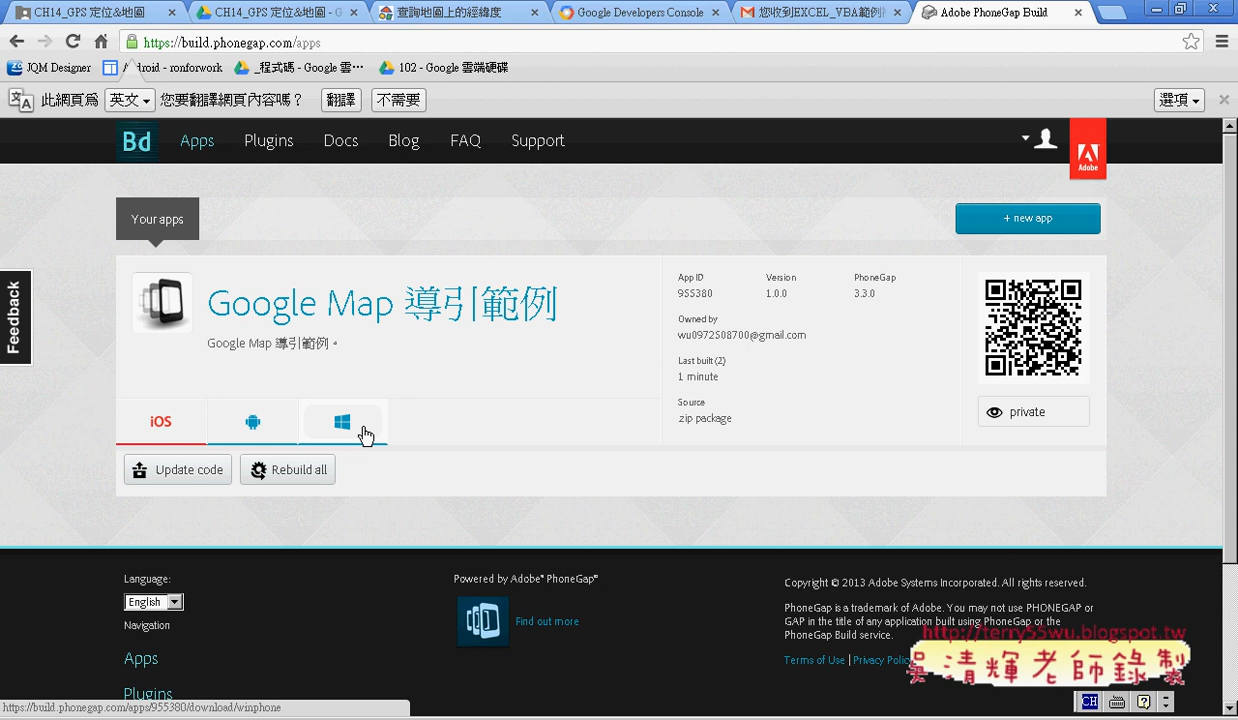 CH14_GPS 定位&地圖
CH14_GPS 定位&地圖 - G
查詢地圖上的經緯度
Google Developers Console
您收到EXCEL_VBA範例
Adobe PhoneGap Build
https://build.phonegap.com/apps
JQM Designer
droid - ronforwork
_程式碼 - Google 雲…
102 - Google 雲端硬碟
此網頁為 英文 您要翻譯網頁內容嗎？ 翻譯 不需要 選項
Bd Apps Plugins Docs Blog FAQ Support
Adobe
Your apps
+ new app
Feedback
Google Map 導引範例
Google Map 導引範例。
App ID Version PhoneGap
955380 1.0.0 3.3.0
Owned by
wu0972508700@gmail.com
Last built (2)
1 minute
Source
.zip package
private
iOS
Update code Rebuild all
Language:
English
Navigation
Apps
Plugins
Powered by Adobe® PhoneGap®
Find out more
Copyright © 2013 Adobe Systems Incorporated. All rights reserved.
PhoneGap is a trademark of Adobe. You may not use PHONEGAP or
GAP in the title of any application built using PhoneGap or the
PhoneGap Build service.
Terms of Use | Privacy Polic
http://terry55wu.blogspot.tw
吳清輝老師錄製
https://build.phonegap.com/apps/955380/download/winphone
CH